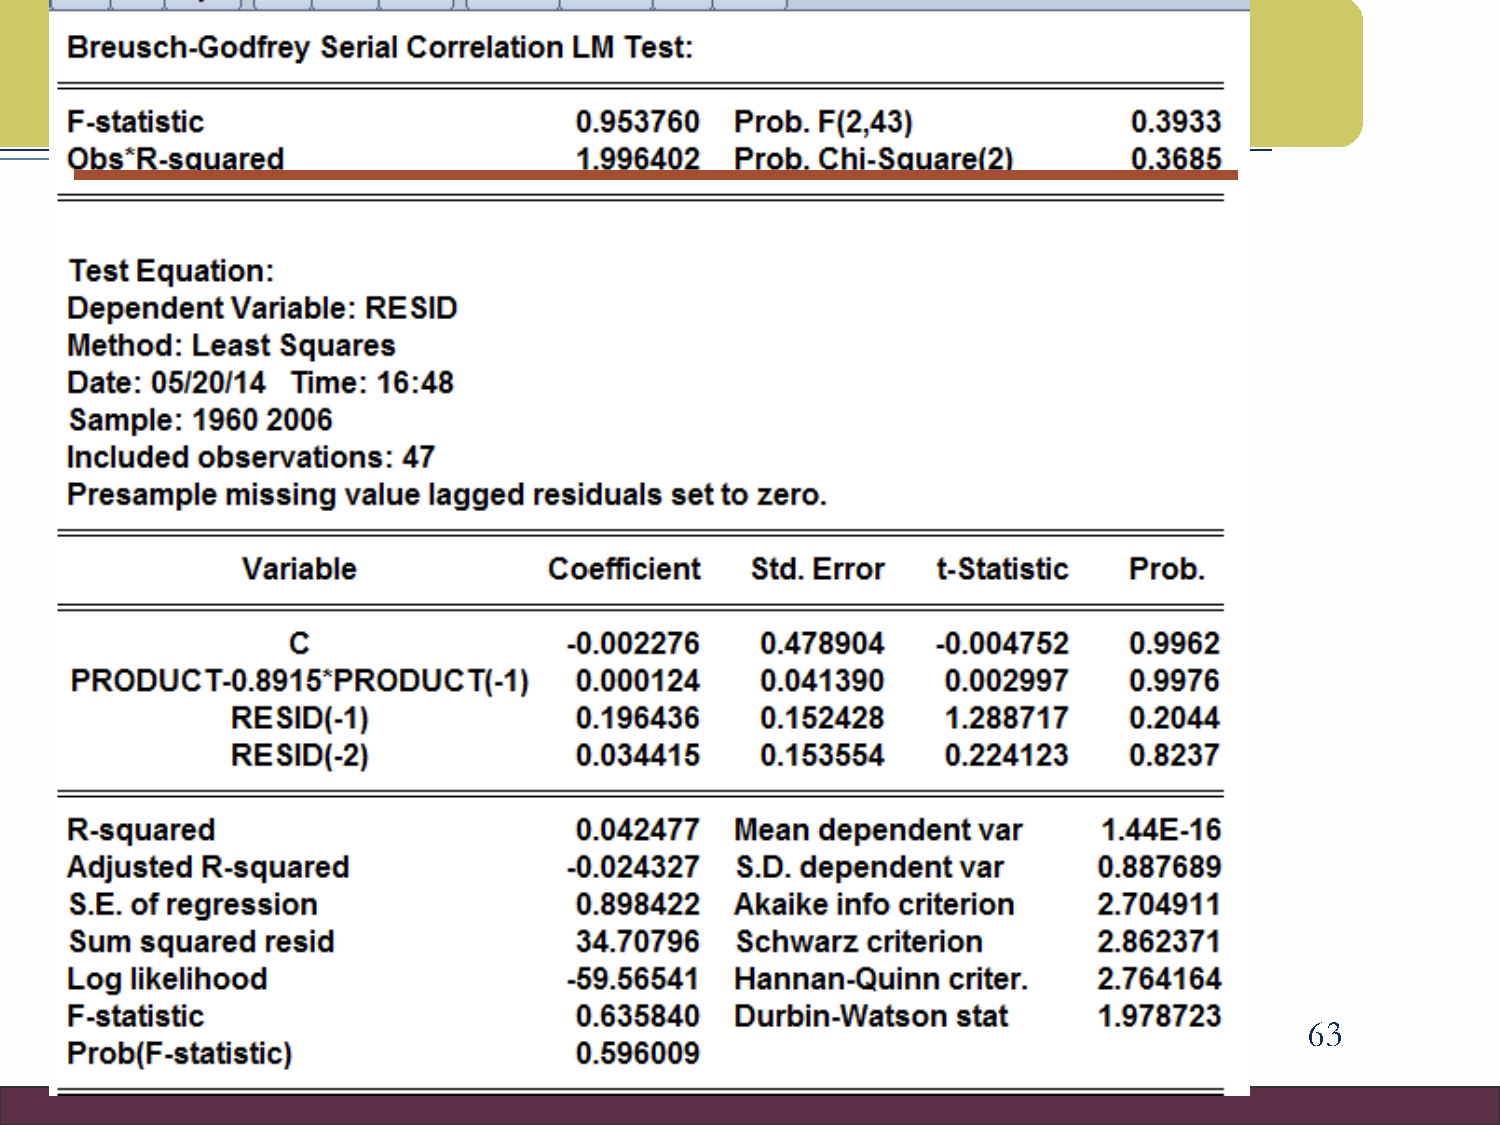 Breusch-Godfrey Serial Correlation LM Test:
F-statistic 0.953760 Prob. F(2,43) 0.3933
Obs*R-squared 1.996402 Prob. Chi-Square(2) 0.3685
Test Equation:
Dependent Variable: RESID
Method: Least Squares
Date: 05/20/14 Time: 16:48
Sample: 1960 2006
Included observations: 47
Presample missing value lagged residuals set to zero.
Variable Coefficient Std. Error t-Statistic Prob.
C -0.002276 0.478904 -0.004752 0.9962
PRODUCT-0.8915*PRODUCT(-1) 0.000124 0.041390 0.002997 0.9976
RESID(-1) 0.196436 0.152428 1.288717 0.2044
RESID(-2) 0.034415 0.153554 0.224123 0.8237
R-squared 0.042477 Mean dependent var 1.44E-16
Adjusted R-squared -0.024327 S.D. dependent var 0.887689
S.E. of regression 0.898422 Akaike info criterion 2.704911
Sum squared resid 34.70796 Schwarz criterion 2.862371
Log likelihood -59.56541 Hannan-Quinn criter. 2.764164
F-statistic 0.635840 Durbin-Watson stat 1.978723
Prob(F-statistic) 0.596009
63